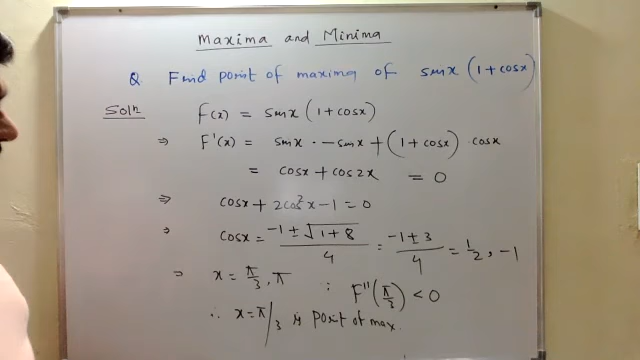 Maxima and Minima
Q Find point of maxima of sinx (1 + cosx)
Solⁿ f(x) = sinx (1 + cosx)
⇒ F'(x) = sinx · -sinx + (1 + cosx) · cosx
= cosx + cos2x = 0
⇒ cosx + 2cos²x - 1 = 0
⇒ cosx = (-1 ± √(1+8))/4 = (-1 ± 3)/4 = 1/2, -1
⇒ x = π/3, π ∵ F''(π/3) < 0
∴ x = π/3 is point of max.